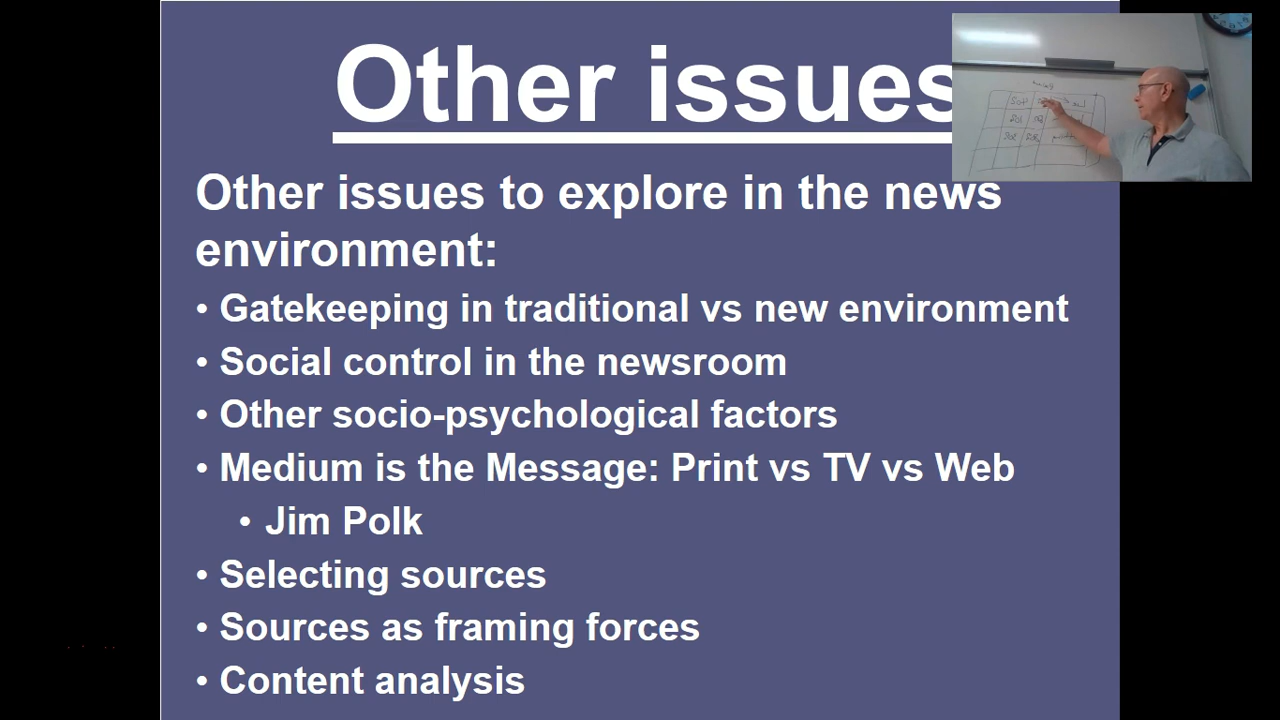 Other issues
Other issues to explore in the news
environment:
• Gatekeeping in traditional vs new environment
• Social control in the newsroom
• Other socio-psychological factors
• Medium is the Message: Print vs TV vs Web
• Jim Polk
• Selecting sources
• Sources as framing forces
• Content analysis